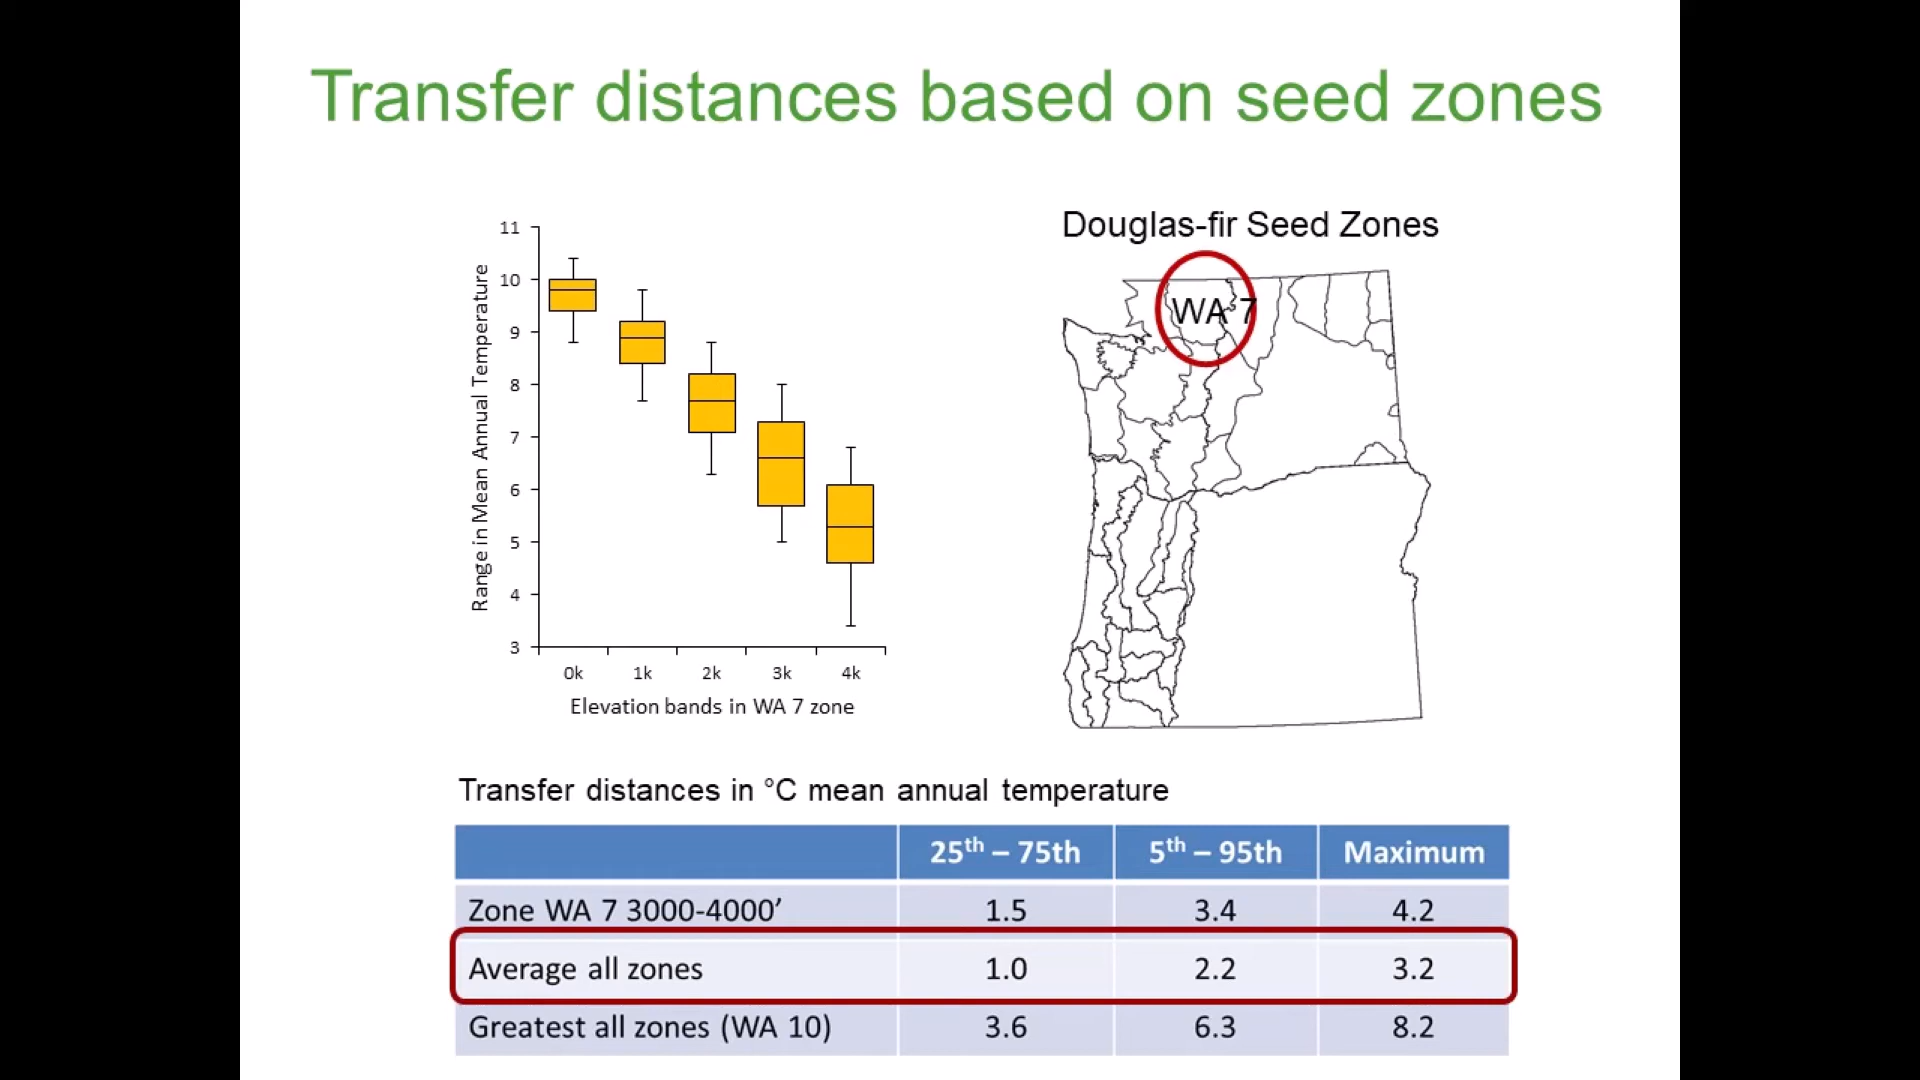 Transfer distances based on seed zones
Range in Mean Annual Temperature
11
10
9
8
7
6
5
4
3
0k 1k 2k 3k 4k
Elevation bands in WA 7 zone
Douglas-fir Seed Zones
WA 7
Transfer distances in °C mean annual temperature
25th – 75th 5th – 95th Maximum
Zone WA 7 3000-4000’ 1.5 3.4 4.2
Average all zones 1.0 2.2 3.2
Greatest all zones (WA 10) 3.6 6.3 8.2